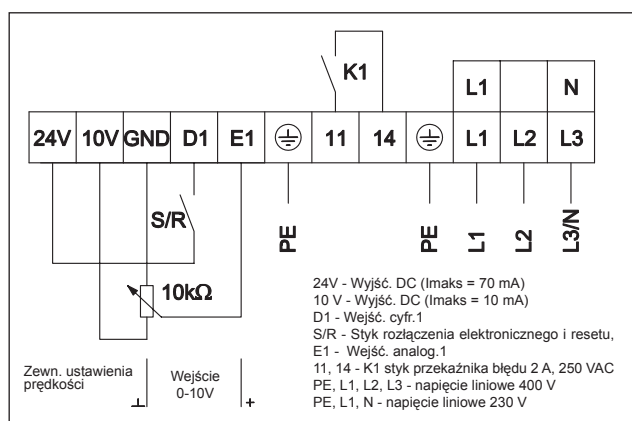 K1
L1 N
24V 10V GND D1 E1 11 14 L1 L2 L3
S/R
PE PE L1 L2 L3/N
10kΩ
24V - Wyjść. DC (Imaks = 70 mA)
10 V - Wyjść. DC (Imaks = 10 mA)
D1 - Wejść. cyfr.1
S/R - Styk rozłączenia elektronicznego i resetu,
E1 - Wejść. analog.1
11, 14 - K1 styk przekaźnika błędu 2 A, 250 VAC
PE, L1, L2, L3 - napięcie liniowe 400 V
PE, L1, N - napięcie liniowe 230 V
Zewn. ustawienia
prędkości
Wejście
0-10V
+